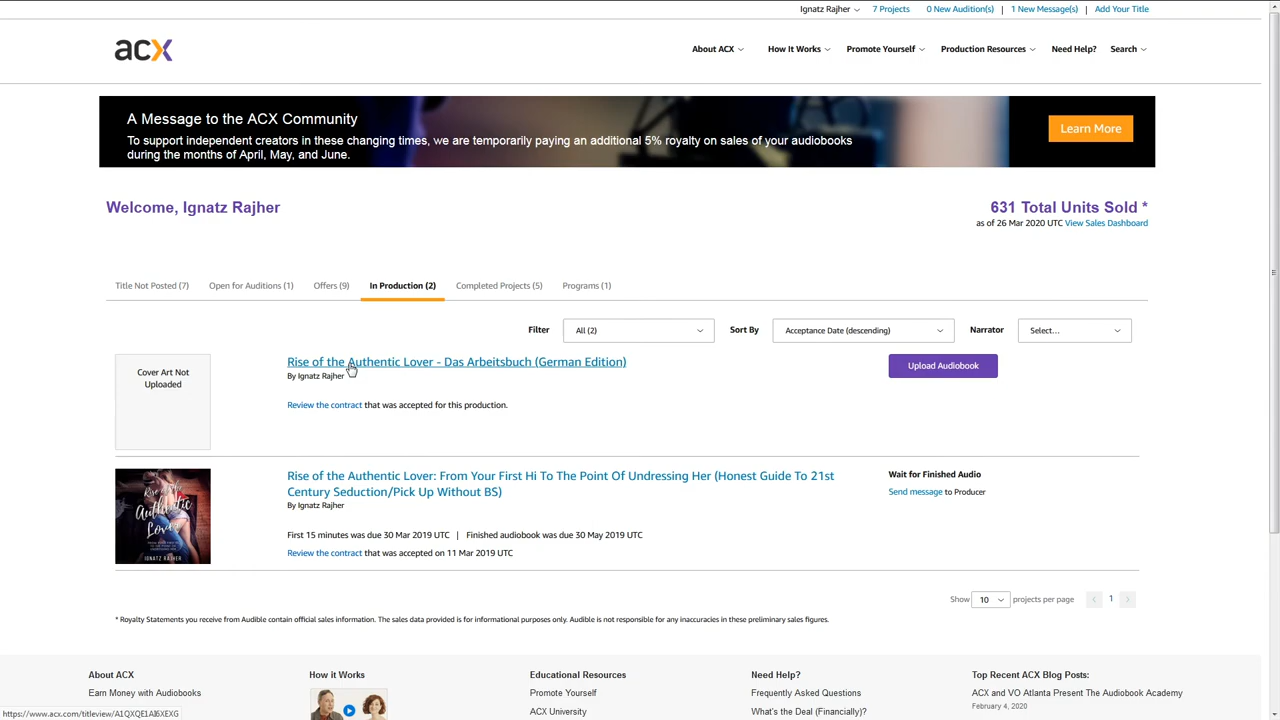 Ignatz Rajher
7 Projects
0 New Audition(s)
|
1 New Message(s)
|
Add Your Title
acx
About ACX
How It Works
Promote Yourself
Production Resources
Need Help?
Search
A Message to the ACX Community
To support independent creators in these changing times, we are temporarily paying an additional 5% royalty on sales of your audiobooks
during the months of April, May, and June.
Learn More
Welcome, Ignatz Rajher
631 Total Units Sold *
as of 26 Mar 2020 UTC View Sales Dashboard
Title Not Posted (7)
Open for Auditions (1)
Offers (9)
In Production (2)
Completed Projects (5)
Programs (1)
Filter
All (2)
Sort By
Acceptance Date (descending)
Narrator
Select...
Cover Art Not
Uploaded
Rise of the Authentic Lover - Das Arbeitsbuch (German Edition)
By Ignatz Rajher
Review the contract that was accepted for this production.
Upload Audiobook
Rise of the
Authentic
Lover
IGNATZ RAJHER
Rise of the Authentic Lover: From Your First Hi To The Point Of Undressing Her (Honest Guide To 21st
Century Seduction/Pick Up Without BS)
By Ignatz Rajher
First 15 minutes was due 30 Mar 2019 UTC | Finished audiobook was due 30 May 2019 UTC
Review the contract that was accepted on 11 Mar 2019 UTC
Wait for Finished Audio
Send message to Producer
Show 10 projects per page
1
* Royalty Statements you receive from Audible contain official sales information. The sales data provided is for informational purposes only. Audible is not responsible for any inaccuracies in these preliminary sales figures.
About ACX
Earn Money with Audiobooks
How it Works
Educational Resources
Promote Yourself
ACX University
Need Help?
Frequently Asked Questions
What's the Deal (Financially)?
Top Recent ACX Blog Posts:
ACX and VO Atlanta Present The Audiobook Academy
February 4, 2020